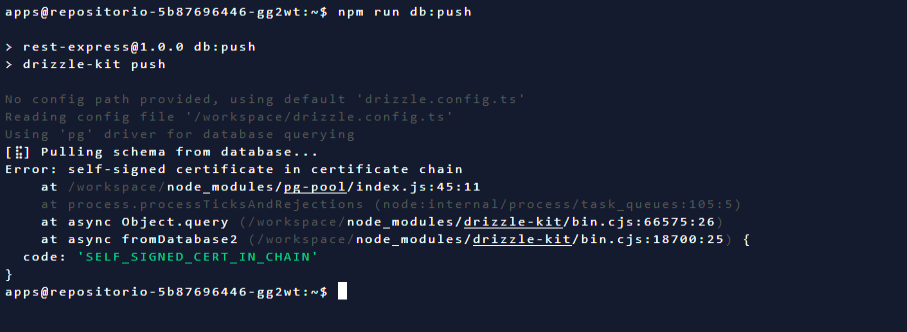 apps@repositorio-5b87696446-gg2wt:~$ npm run db:push
> rest-express@1.0.0 db:push
> drizzle-kit push
No config path provided, using default 'drizzle.config.ts'
Reading config file '/workspace/drizzle.config.ts'
Using 'pg' driver for database querying
[⣷] Pulling schema from database...
Error: self-signed certificate in certificate chain
    at /workspace/node_modules/pg-pool/index.js:45:11
    at process.processTicksAndRejections (node:internal/process/task_queues:105:5)
    at async Object.query (/workspace/node_modules/drizzle-kit/bin.cjs:66575:26)
    at async fromDatabase2 (/workspace/node_modules/drizzle-kit/bin.cjs:18700:25) {
  code: 'SELF_SIGNED_CERT_IN_CHAIN'
}
apps@repositorio-5b87696446-gg2wt:~$